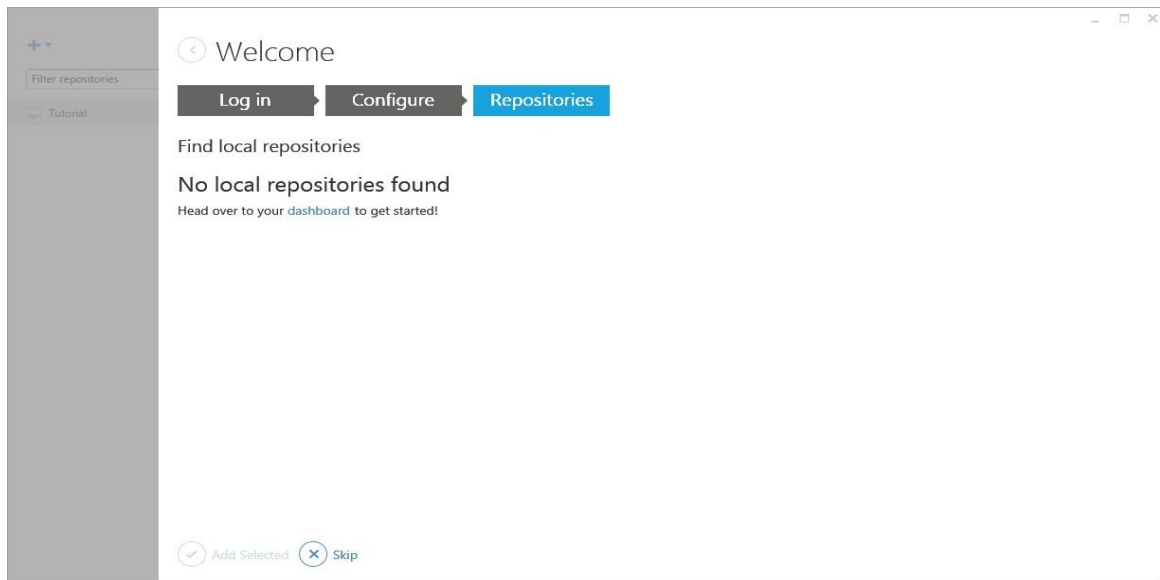 Welcome
Filter repositories
Tutorial
Log in
Configure
Repositories
Find local repositories
No local repositories found
Head over to your dashboard to get started!
Add Selected
Skip